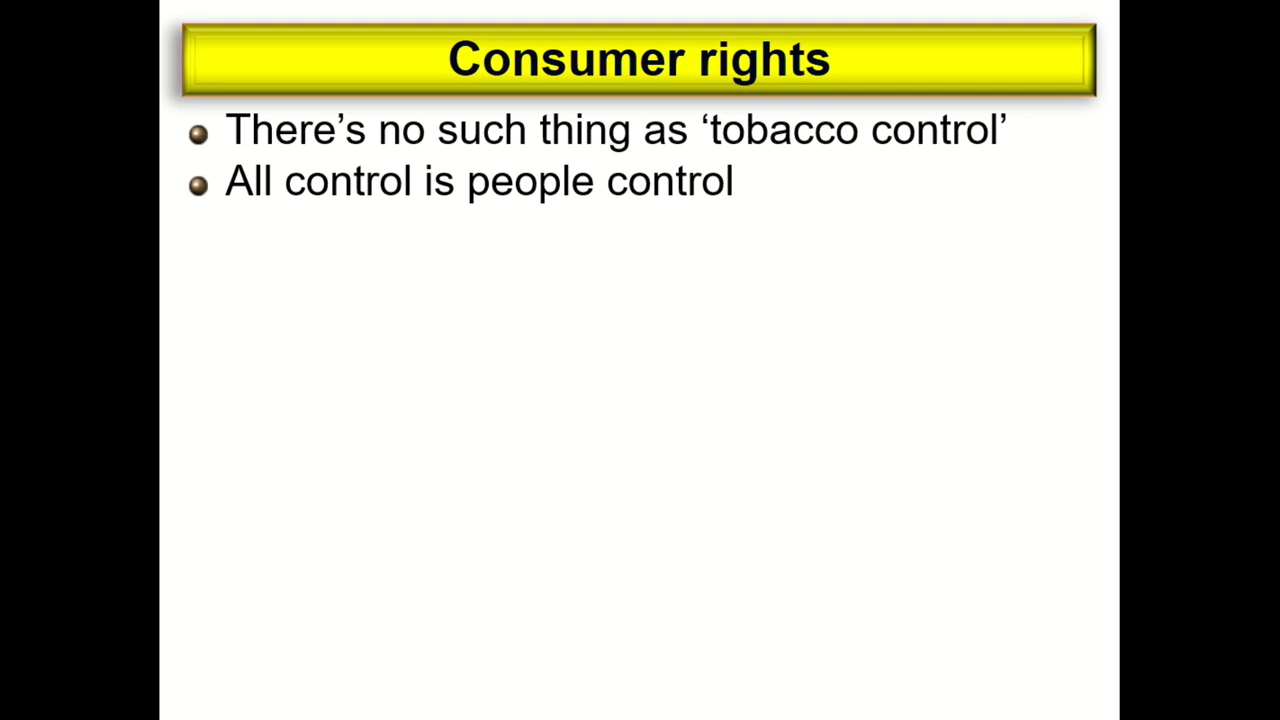 Consumer rights
There’s no such thing as ‘tobacco control’
All control is people control